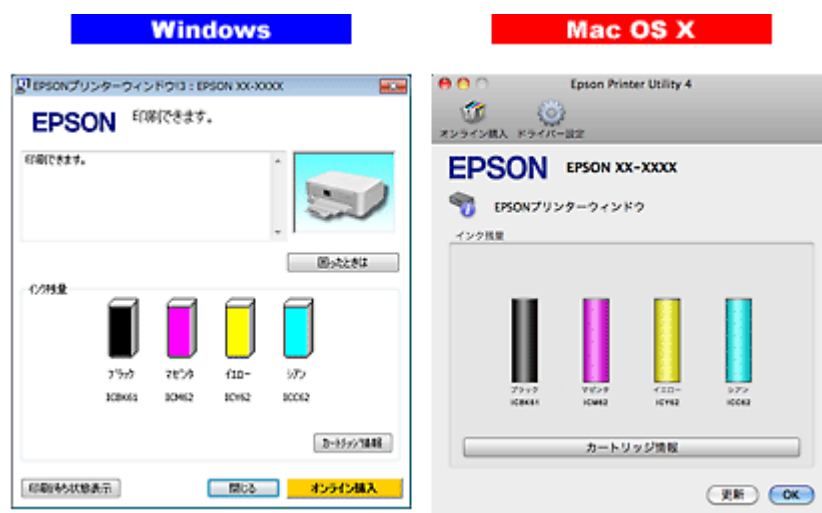 Windows
EPSONプリンターウィンドウ!3 : EPSON XX-XXXX
EPSON
印刷できます。
印刷できます。
困ったときは
インク残量
ブラック マゼンタ イエロー シアン
ICBK61 ICM62 ICY62 ICC62
カートリッジ情報
印刷待ち状態表示
閉じる
オンライン購入
Mac OS X
Epson Printer Utility 4
オンライン購入 ドライバー設定
EPSON EPSON XX-XXXX
EPSONプリンターウィンドウ
インク残量
ブラック マゼンタ イエロー シアン
ICBK61 ICM62 ICY62 ICC62
カートリッジ情報
更新 OK